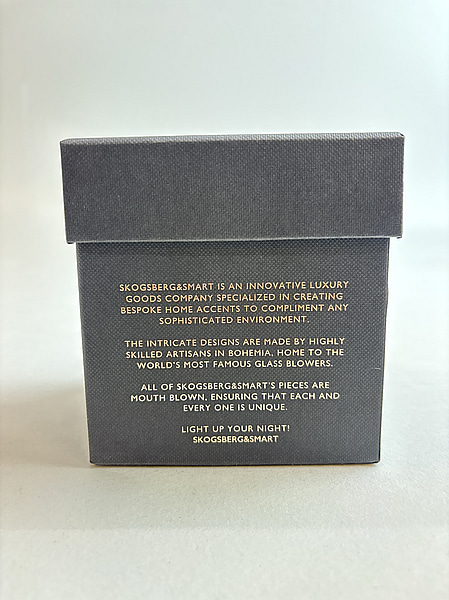 SKOGSBERG&SMART IS AN INNOVATIVE LUXURY
GOODS COMPANY SPECIALIZED IN CREATING
BESPOKE HOME ACCENTS TO COMPLIMENT ANY
SOPHISTICATED ENVIRONMENT.
THE INTRICATE DESIGNS ARE MADE BY HIGHLY
SKILLED ARTISANS IN BOHEMIA, HOME TO THE
WORLD'S MOST FAMOUS GLASS BLOWERS.
ALL OF SKOGSBERG&SMART'S PIECES ARE
MOUTH BLOWN, ENSURING THAT EACH AND
EVERY ONE IS UNIQUE.
LIGHT UP YOUR NIGHT!
SKOGSBERG&SMART